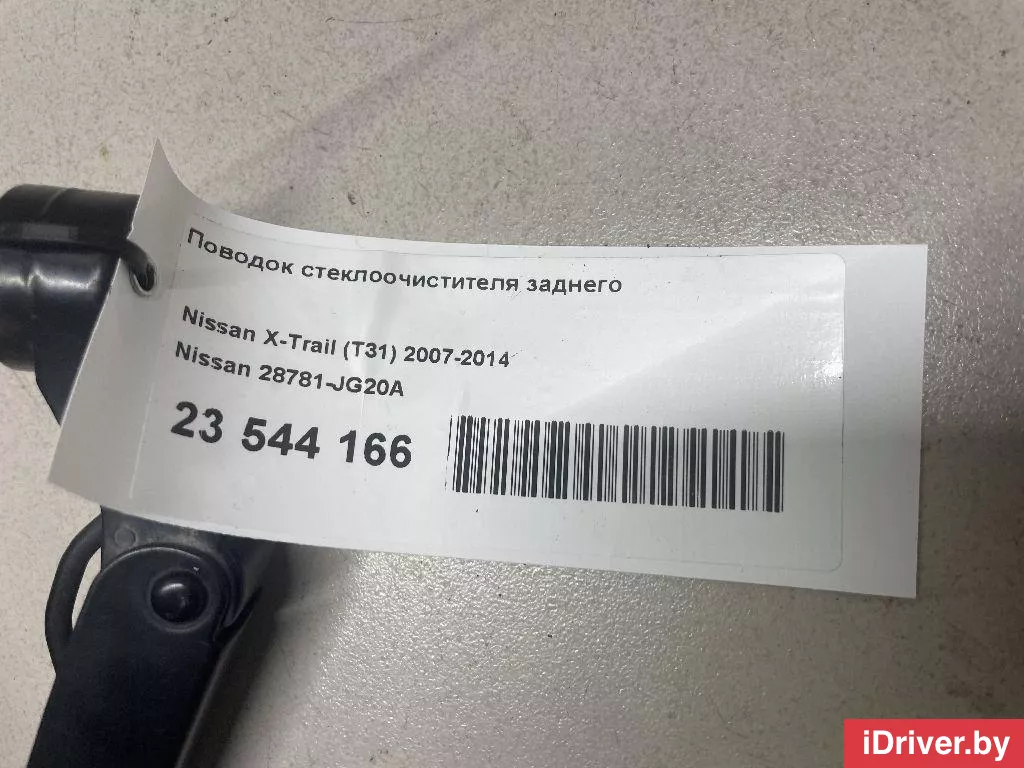 Поводок стеклоочистителя заднего
Nissan X-Trail (T31) 2007-2014
Nissan 28781-JG20A
23 544 166
iDriver.by